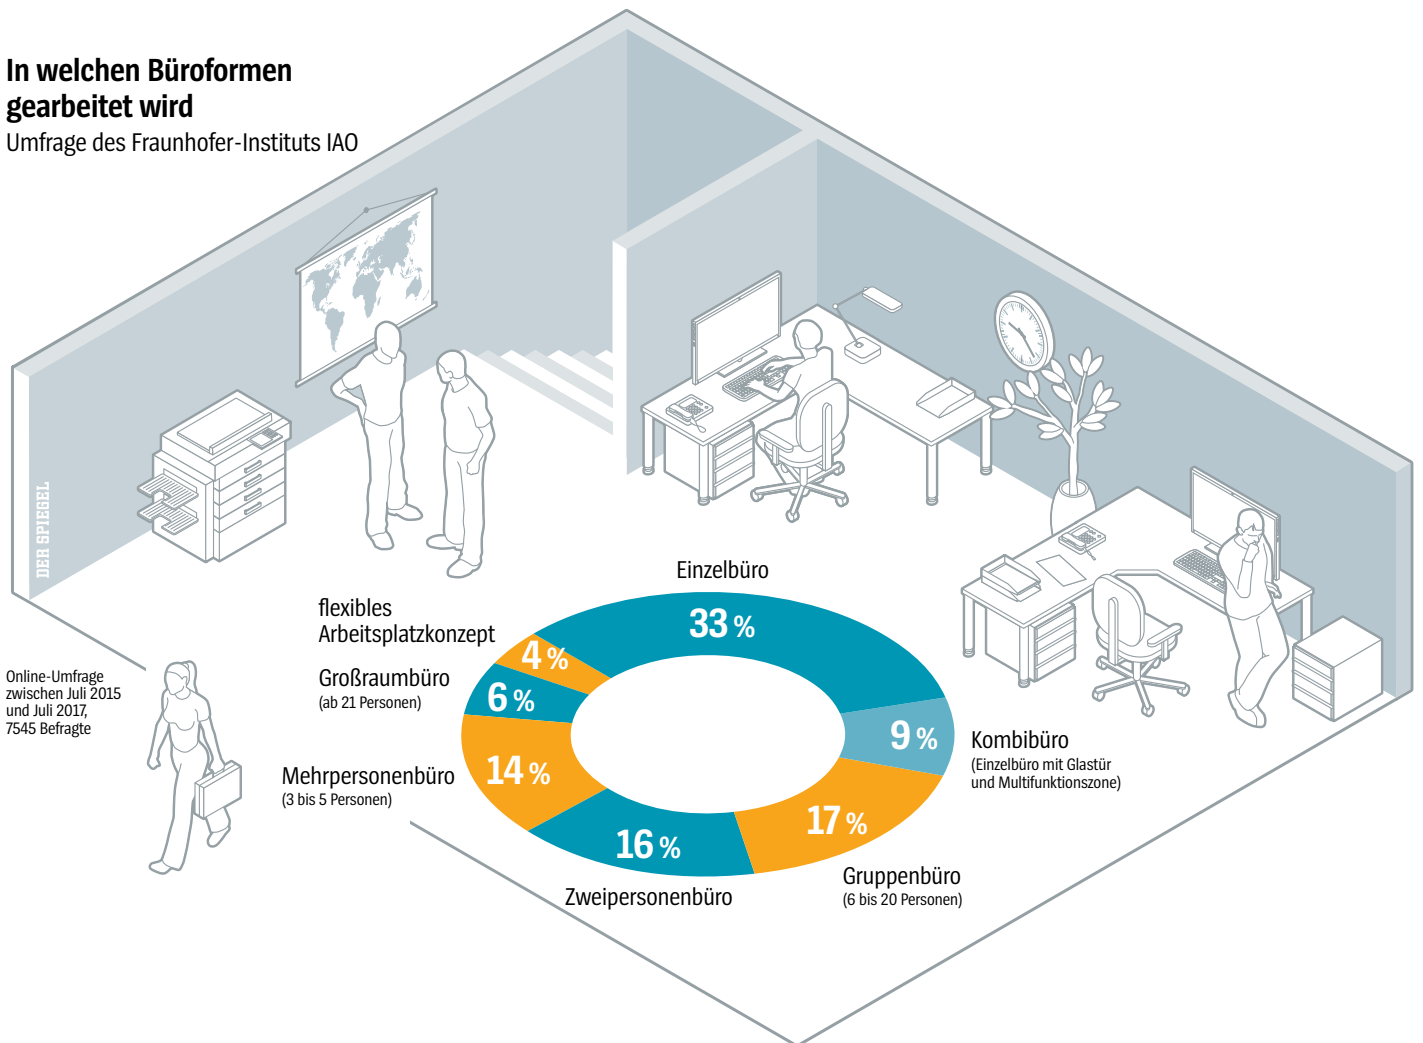 In welchen Büroformen
gearbeitet wird
Umfrage des Fraunhofer-Instituts IAO
DER SPIEGEL
Einzelbüro
33 %
flexibles
Arbeitsplatzkonzept
4 %
Großraumbüro
(ab 21 Personen)
6 %
Online-Umfrage
zwischen Juli 2015
und Juli 2017,
7545 Befragte
9 %
Kombibüro
(Einzelbüro mit Glastür
und Multifunktionszone)
Mehrpersonenbüro
(3 bis 5 Personen)
14 %
17 %
Gruppenbüro
(6 bis 20 Personen)
16 %
Zweipersonenbüro